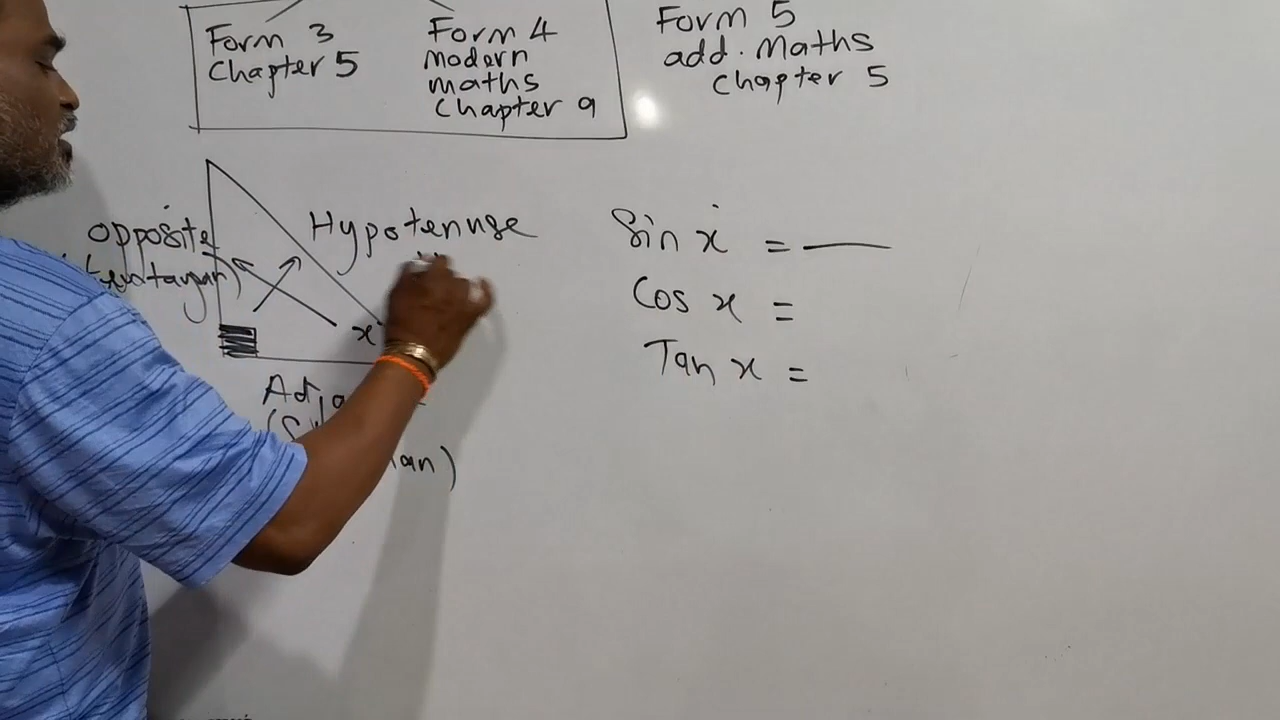 Form 3
Chapter 5
Form 4
modern
maths
Chapter 9
Form 5
add. Maths
Chapter 5
Opposite
Hypotenuse
x
Sin x =
Cos x =
Tan x =